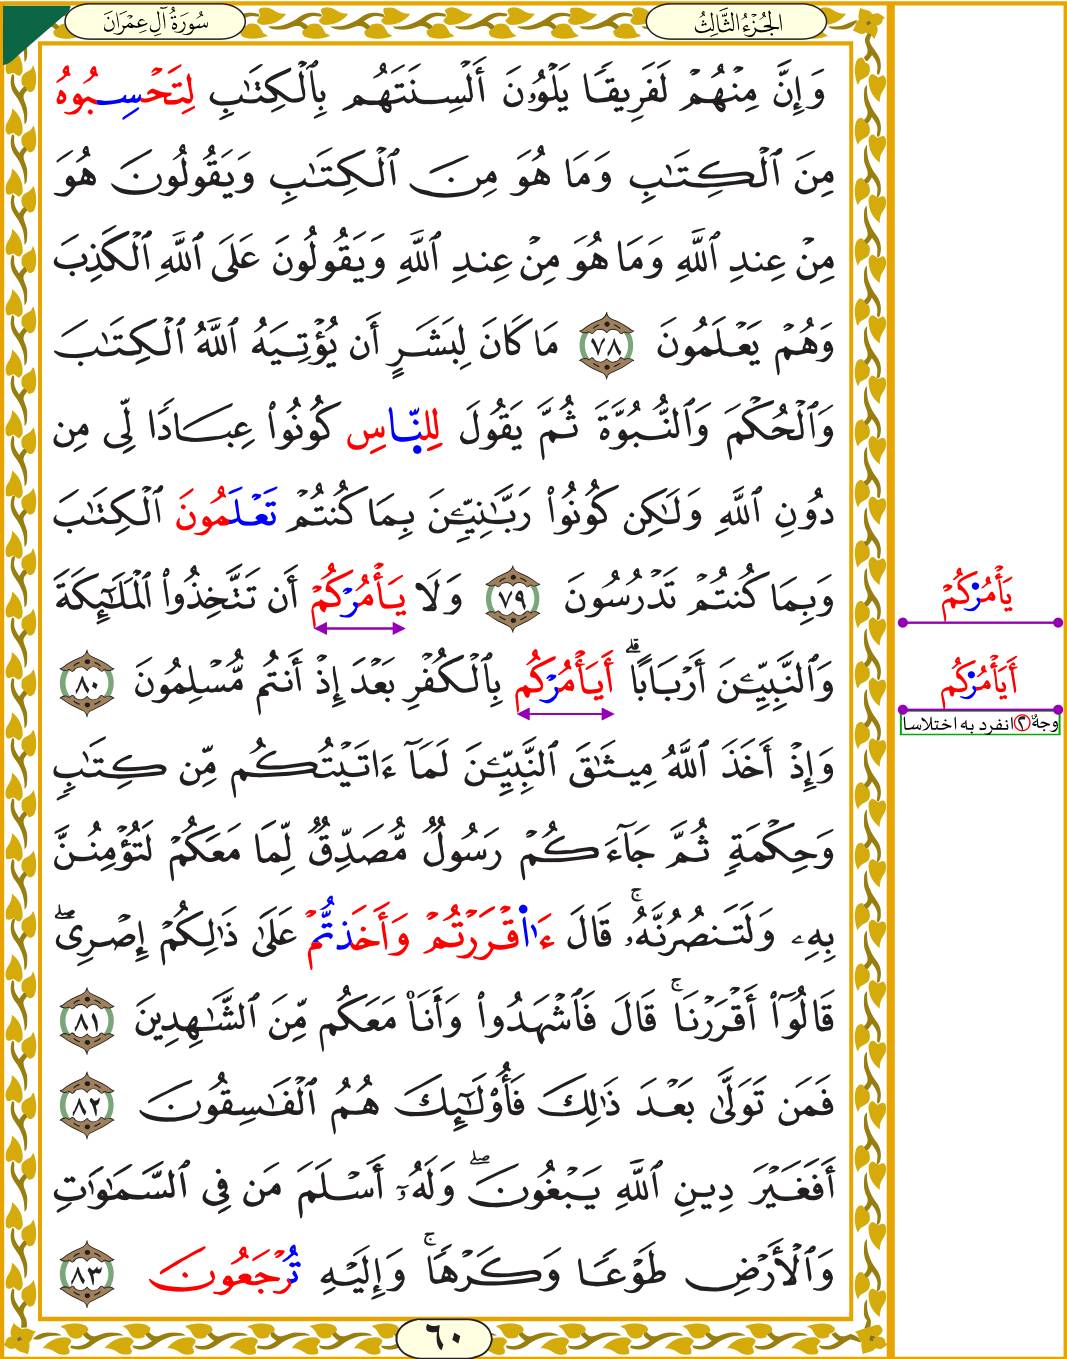 سُورَةُ آلِ عِمْرَانَ
الجُزْءُ الثَّالِثُ
وَإِنَّ مِنْهُمْ لَفَرِيقًا يَلْوُۥنَ أَلْسِنَتَهُم بِالْكِتَٰبِ لِتَحْسِبُوهُ
مِنَ ٱلْكِتَٰبِ وَمَا هُوَ مِنَ ٱلْكِتَٰبِ وَيَقُولُونَ هُوَ
مِنْ عِندِ ٱللَّهِ وَمَا هُوَ مِنْ عِندِ ٱللَّهِ وَيَقُولُونَ عَلَى ٱللَّهِ ٱلْكَذِبَ
وَهُمْ يَعْلَمُونَ ٧٨ مَا كَانَ لِبَشَرٍ أَن يُؤْتِيَهُ ٱللَّهُ ٱلْكِتَٰبَ
وَٱلْحُكْمَ وَٱلنُّبُوَّةَ ثُمَّ يَقُولَ لِلنَّاسِ كُونُوا۟ عِبَادًا لِّى مِن
دُونِ ٱللَّهِ وَلَٰكِن كُونُوا۟ رَبَّٰنِيِّۦنَ بِمَا كُنتُمْ تَعْلَمُونَ ٱلْكِتَٰبَ
وَبِمَا كُنتُمْ تَدْرُسُونَ ٧٩ وَلَا يَأْمُرْكُمْ أَن تَتَّخِذُوا۟ ٱلْمَلَٰٓئِكَةَ
وَٱلنَّبِيِّۦنَ أَرْبَابًا ۗ أَيَأْمُرْكُم بِٱلْكُفْرِ بَعْدَ إِذْ أَنتُم مُّسْلِمُونَ ٨٠
وَإِذْ أَخَذَ ٱللَّهُ مِيثَٰقَ ٱلنَّبِيِّۦنَ لَمَآ ءَاتَيْتُكُم مِّن كِتَٰبٍ
وَحِكْمَةٍ ثُمَّ جَآءَكُمْ رَسُولٌ مُّصَدِّقٌ لِّمَا مَعَكُمْ لَتُؤْمِنُنَّ
بِهِۦ وَلَتَنصُرُنَّهُۥ ۚ قَالَ ءَا۬قْرَرْتُمْ وَأَخَذتُّمْ عَلَىٰ ذَٰلِكُمْ إِصْرِى ۖ
قَالُوٓا۟ أَقْرَرْنَا ۚ قَالَ فَٱشْهَدُوا۟ وَأَنَا۠ مَعَكُم مِّنَ ٱلشَّٰهِدِينَ ٨١
فَمَن تَوَلَّىٰ بَعْدَ ذَٰلِكَ فَأُو۟لَٰٓئِكَ هُمُ ٱلْفَٰسِقُونَ ٨٢
أَفَغَيْرَ دِينِ ٱللَّهِ يَبْغُونَ ۖ وَلَهُۥٓ أَسْلَمَ مَن فِى ٱلسَّمَٰوَٰتِ
وَٱلْأَرْضِ طَوْعًا وَكَرْهًا ۚ وَإِلَيْهِ تُرْجَعُونَ ٨٣
٦٠
يَأْمُرْكُمْ
أَيَأْمُرْكُم
وجهٌ ٢ انفرد به اختلاسا